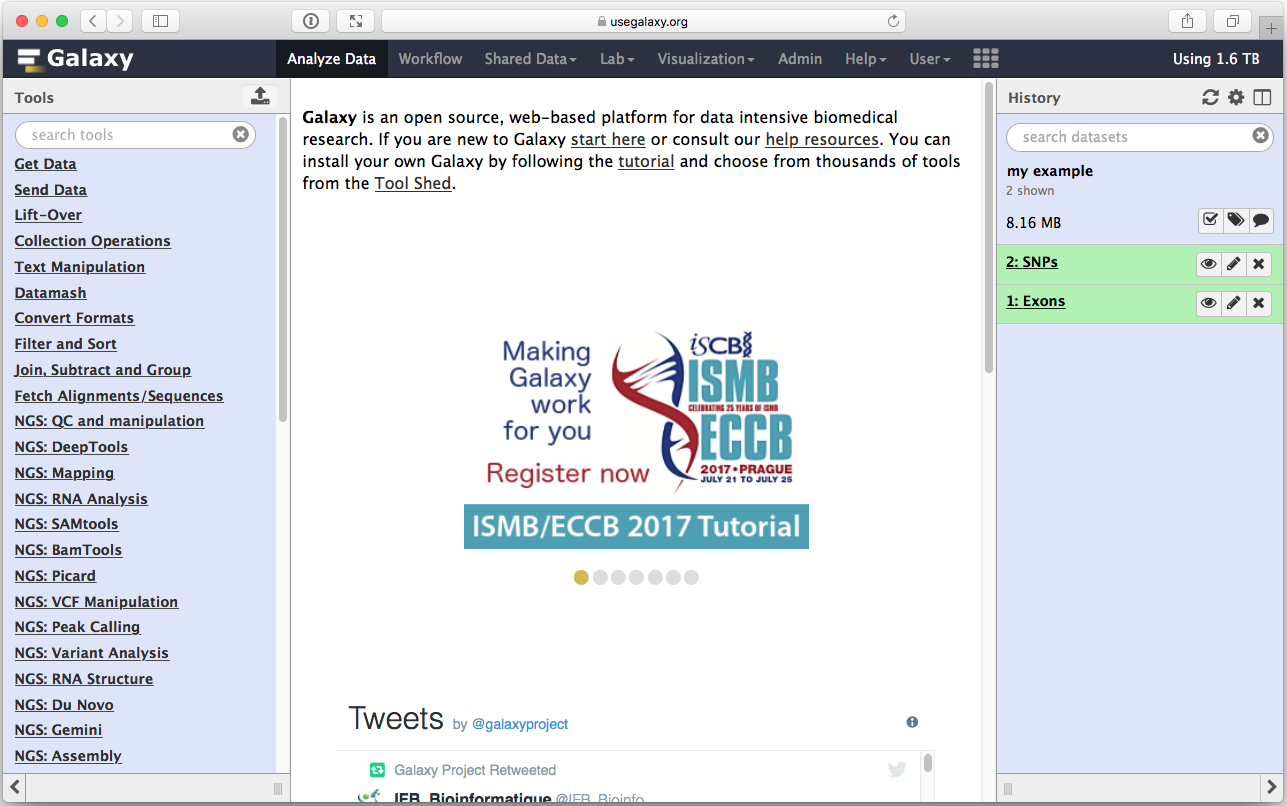 usegalaxy.org
Galaxy
Analyze Data
Workflow
Shared Data
Lab
Visualization
Admin
Help
User
Using 1.6 TB
Tools
search tools
Get Data
Send Data
Lift-Over
Collection Operations
Text Manipulation
Datamash
Convert Formats
Filter and Sort
Join, Subtract and Group
Fetch Alignments/Sequences
NGS: QC and manipulation
NGS: DeepTools
NGS: Mapping
NGS: RNA Analysis
NGS: SAMtools
NGS: BamTools
NGS: Picard
NGS: VCF Manipulation
NGS: Peak Calling
NGS: Variant Analysis
NGS: RNA Structure
NGS: Du Novo
NGS: Gemini
NGS: Assembly
Galaxy is an open source, web-based platform for data intensive biomedical
research. If you are new to Galaxy start here or consult our help resources. You can
install your own Galaxy by following the tutorial and choose from thousands of tools
from the Tool Shed.
Making
Galaxy
work
for you
Register now
iSCB
ISMB
CELEBRATING 25 YEARS OF ISMB
ECCB
2017 • PRAGUE
JULY 21 TO JULY 25
ISMB/ECCB 2017 Tutorial
Tweets by @galaxyproject
Galaxy Project Retweeted
IFB_Bioinformatique @IFB_Bioinfo
History
search datasets
my example
2 shown
8.16 MB
2: SNPs
1: Exons